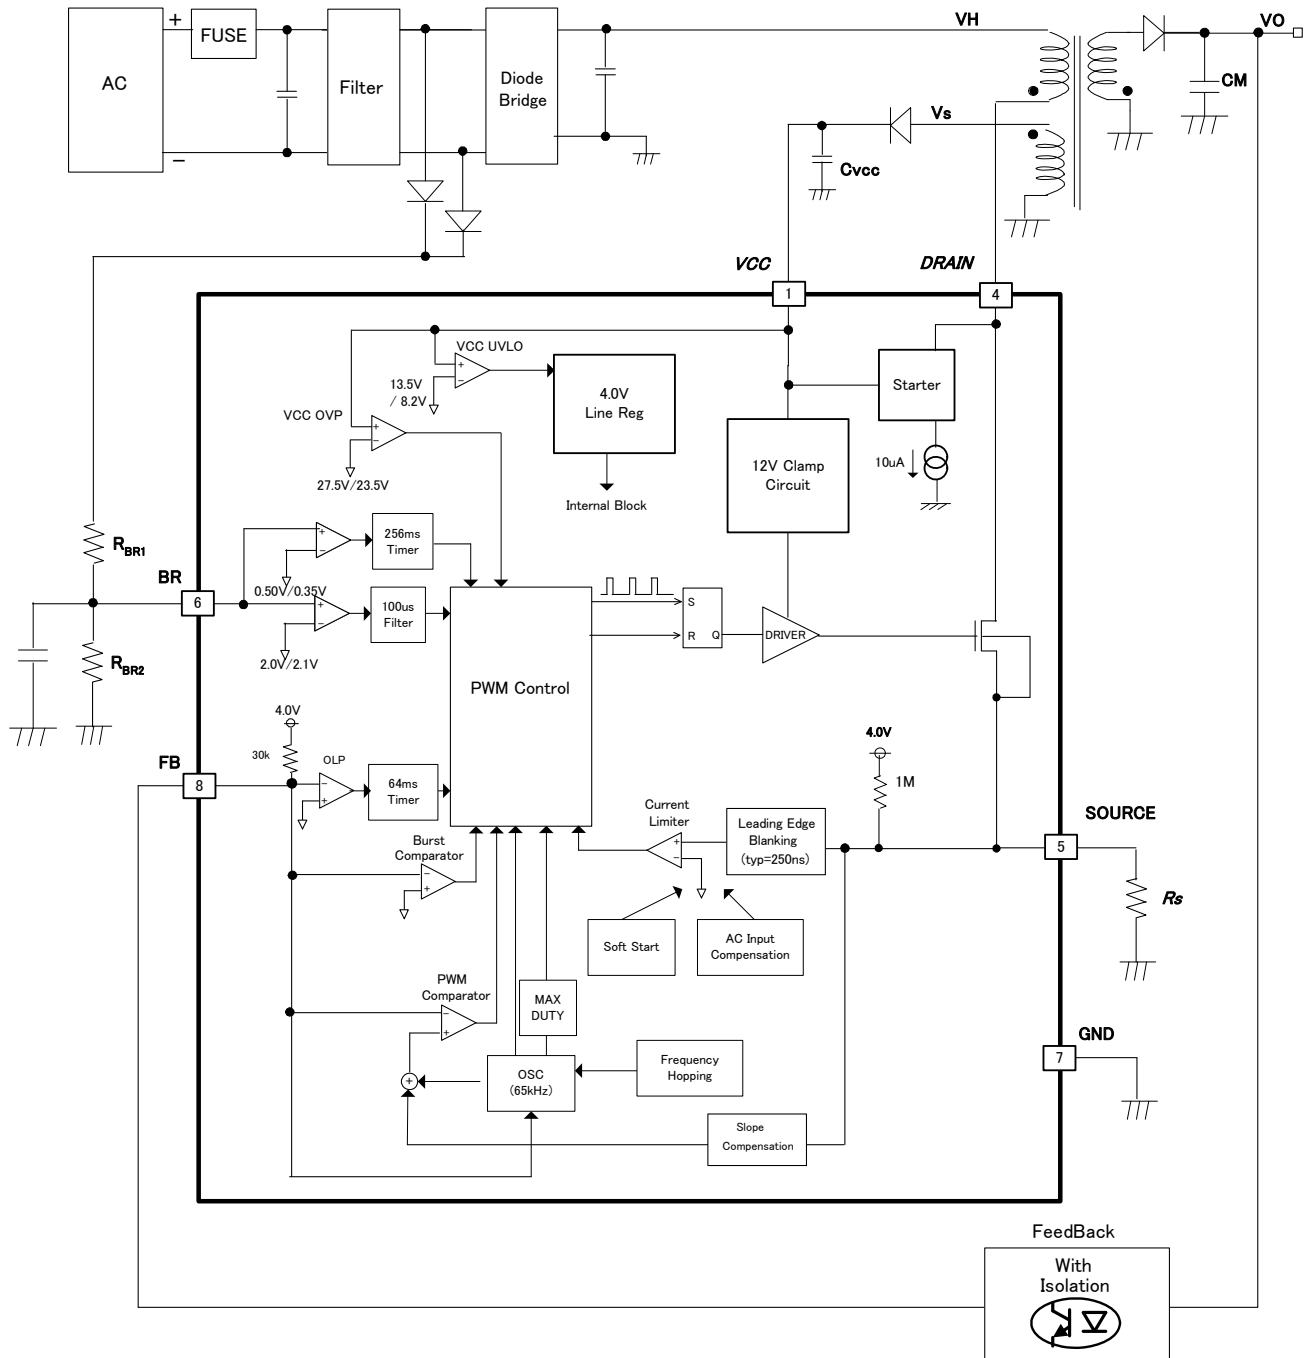 +
FUSE
AC
−
Filter
Diode
Bridge
VH
VO
CM
Vs
Cvcc
VCC
DRAIN
1
4
VCC UVLO
13.5V
/ 8.2V
VCC OVP
+
−
+
−
27.5V/23.5V
4.0V
Line Reg
Internal Block
Starter
12V Clamp
Circuit
10uA
RBR1
BR
6
+
−
256ms
Timer
0.50V/0.35V
+
−
100us
Filter
2.0V/2.1V
RBR2
PWM Control
S
R
Q
DRIVER
4.0V
30k
FB
8
OLP
−
+
64ms
Timer
4.0V
1M
Current
Limiter
+
−
Leading Edge
Blanking
(typ=250ns)
SOURCE
5
Rs
Burst
Comparator
−
+
Soft Start
AC Input
Compensation
PWM
Comparator
−
+
MAX
DUTY
GND
7
+
OSC
(65kHz)
Frequency
Hopping
Slope
Compensation
FeedBack
With
Isolation